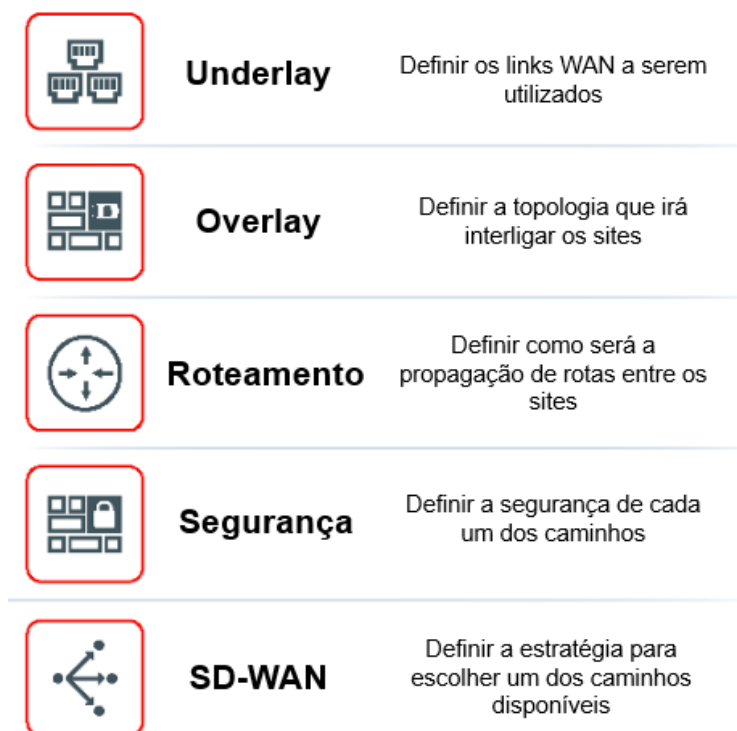 Underlay
Definir os links WAN a serem
utilizados
Overlay
Definir a topologia que irá
interligar os sites
Roteamento
Definir como será a
propagação de rotas entre os
sites
Segurança
Definir a segurança de cada
um dos caminhos
SD-WAN
Definir a estratégia para
escolher um dos caminhos
disponíveis